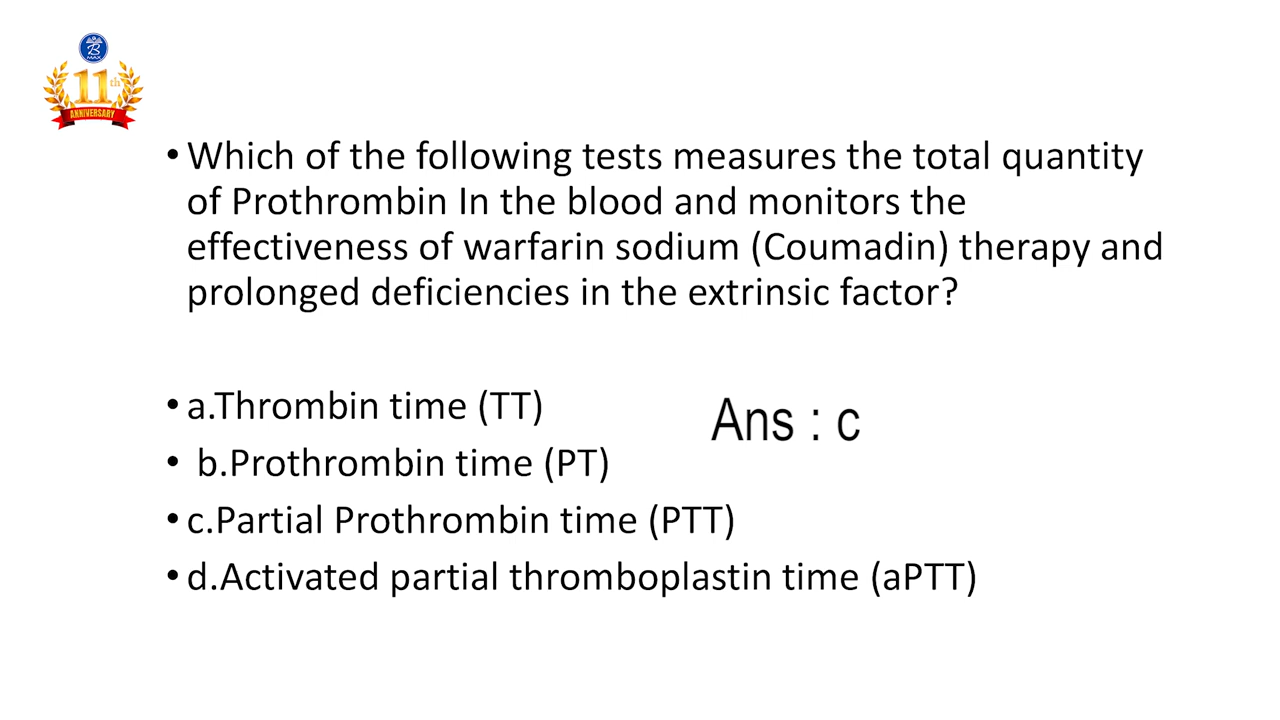 B
MAX
11th
ANNIVERSARY
• Which of the following tests measures the total quantity
of Prothrombin In the blood and monitors the
effectiveness of warfarin sodium (Coumadin) therapy and
prolonged deficiencies in the extrinsic factor?
• a.Thrombin time (TT)
Ans : c
• b.Prothrombin time (PT)
• c.Partial Prothrombin time (PTT)
• d.Activated partial thromboplastin time (aPTT)